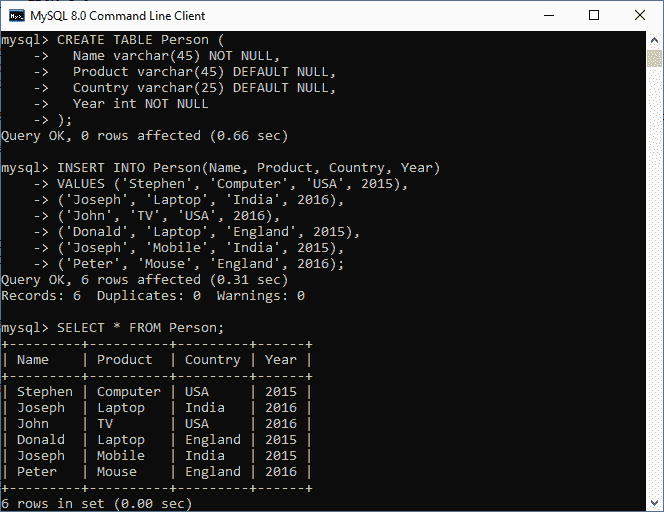 MySQL 8.0 Command Line Client
mysql> CREATE TABLE Person (
    ->   Name varchar(45) NOT NULL,
    ->   Product varchar(45) DEFAULT NULL,
    ->   Country varchar(25) DEFAULT NULL,
    ->   Year int NOT NULL
    -> );
Query OK, 0 rows affected (0.66 sec)

mysql> INSERT INTO Person(Name, Product, Country, Year)
    -> VALUES ('Stephen', 'Computer', 'USA', 2015),
    -> ('Joseph', 'Laptop', 'India', 2016),
    -> ('John', 'TV', 'USA', 2016),
    -> ('Donald', 'Laptop', 'England', 2015),
    -> ('Joseph', 'Mobile', 'India', 2015),
    -> ('Peter', 'Mouse', 'England', 2016);
Query OK, 6 rows affected (0.31 sec)
Records: 6  Duplicates: 0  Warnings: 0

mysql> SELECT * FROM Person;
+---------+----------+---------+------+
| Name    | Product  | Country | Year |
+---------+----------+---------+------+
| Stephen | Computer | USA     | 2015 |
| Joseph  | Laptop   | India   | 2016 |
| John    | TV       | USA     | 2016 |
| Donald  | Laptop   | England | 2015 |
| Joseph  | Mobile   | India   | 2015 |
| Peter   | Mouse    | England | 2016 |
+---------+----------+---------+------+
6 rows in set (0.00 sec)